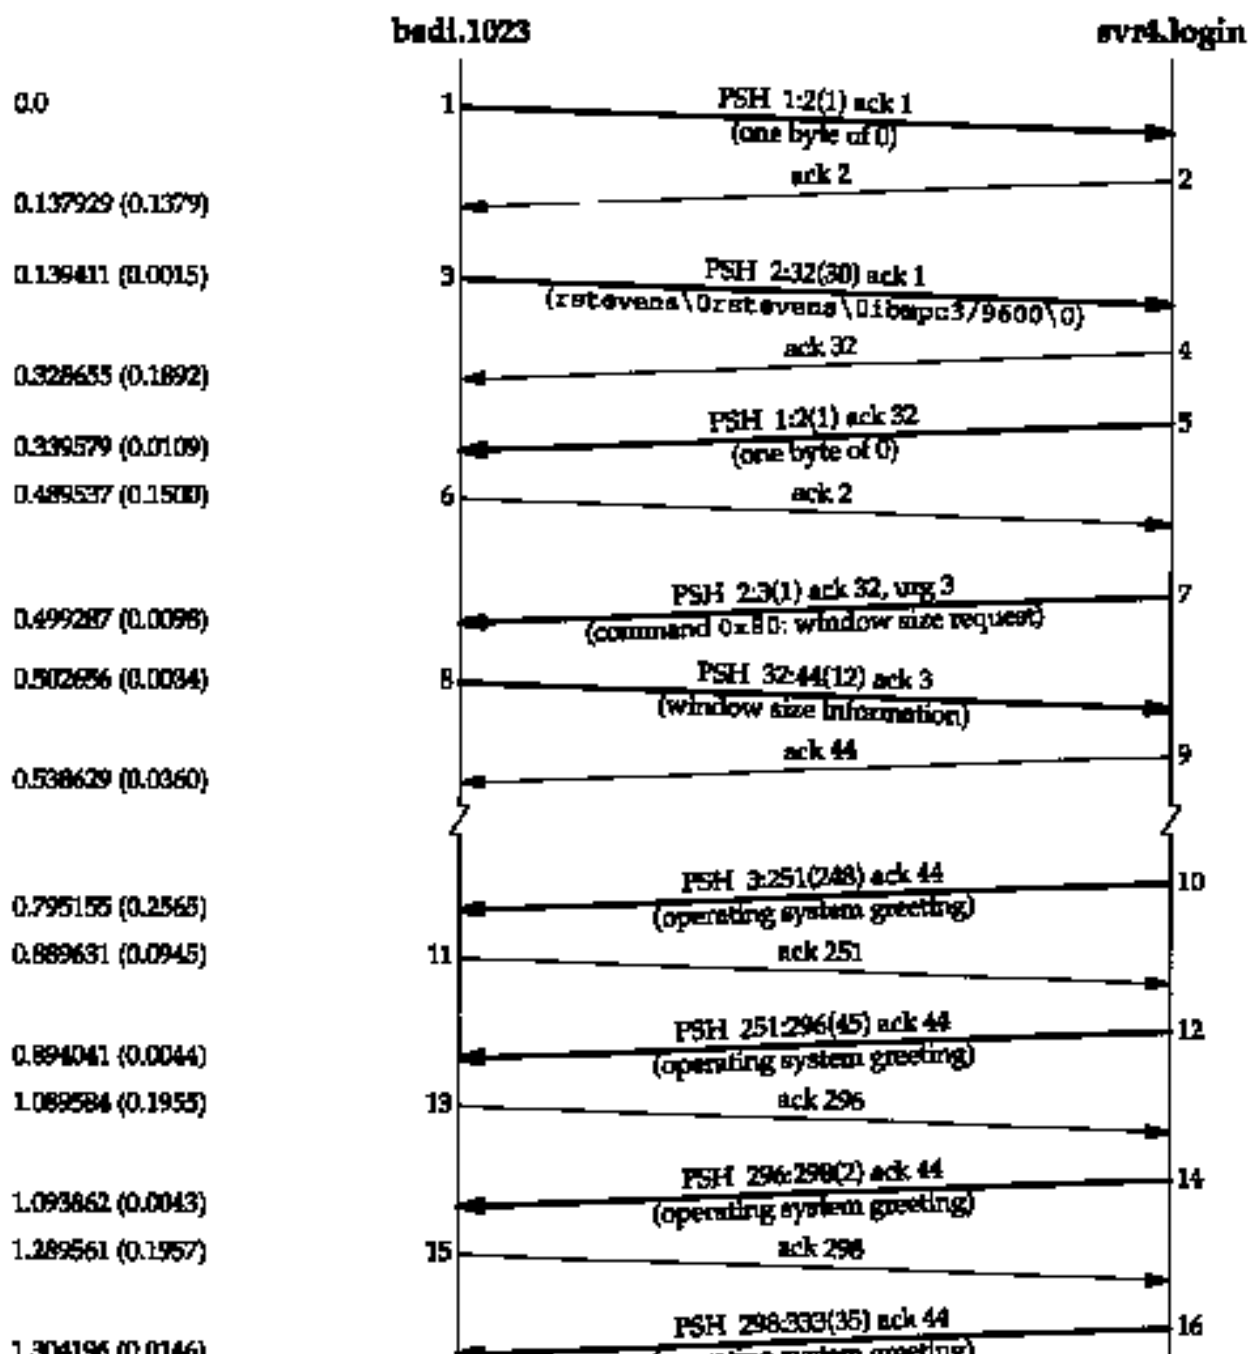 bsdi.1023 svr4.login
0.0 1 PSH 1:2(1) ack 1
(one byte of 0)
ack 2 2
0.137929 (0.1379)
0.139411 (0.0015) 3 PSH 2:32(30) ack 1
(rstevens\0rstevens\0ibmpc3/9600\0)
ack 32 4
0.328655 (0.1892)
PSH 1:2(1) ack 32 5
0.339579 (0.0109) (one byte of 0)
0.489537 (0.1500) 6 ack 2
PSH 2:3(1) ack 32, urg 3 7
0.499287 (0.0098) (command 0x80: window size request)
0.502656 (0.0034) 8 PSH 32:44(12) ack 3
(window size information)
ack 44 9
0.538629 (0.0360)
PSH 3:251(248) ack 44 10
0.795155 (0.2565) (operating system greeting)
0.889631 (0.0945) 11 ack 251
PSH 251:296(45) ack 44 12
0.894041 (0.0044) (operating system greeting)
1.089584 (0.1955) 13 ack 296
PSH 296:298(2) ack 44 14
1.093862 (0.0043) (operating system greeting)
1.289561 (0.1957) 15 ack 298
PSH 298:333(35) ack 44 16
1.304196 (0.0146) system greeting)